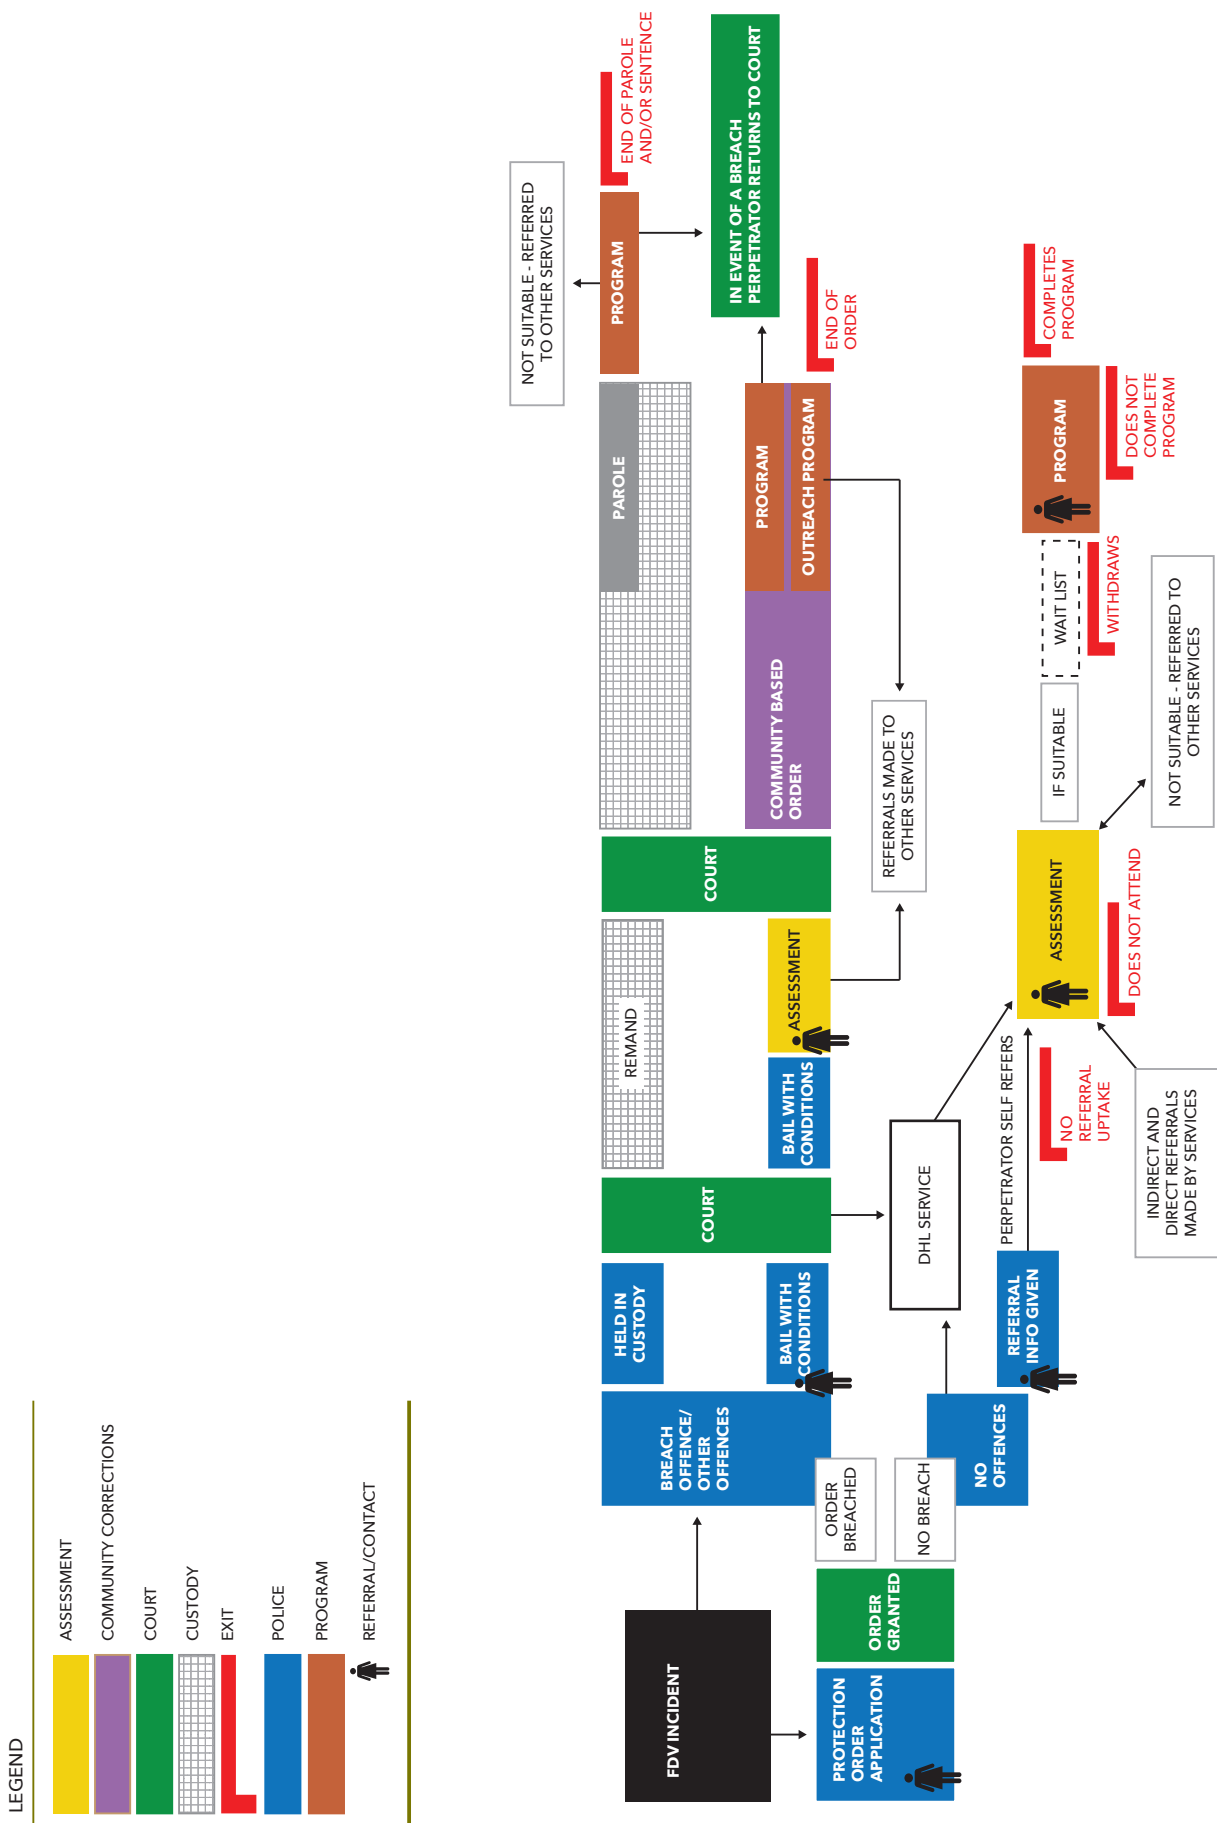 LEGEND
ASSESSMENT
COMMUNITY CORRECTIONS
COURT
CUSTODY
EXIT
POLICE
PROGRAM
REFERRAL/CONTACT
FDV INCIDENT
PROTECTION
ORDER
APPLICATION
ORDER
GRANTED
ORDER
BREACHED
NO BREACH
BREACH
OFFENCE/
OTHER
OFFENCES
NO
OFFENCES
HELD IN
CUSTODY
BAIL WITH
CONDITIONS
REFERRAL
INFO GIVEN
COURT
DHL SERVICE
PERPETRATOR SELF REFERS
NO
REFERRAL
UPTAKE
INDIRECT AND
DIRECT REFERRALS
MADE BY SERVICES
REMAND
BAIL WITH
CONDITIONS
ASSESSMENT
COURT
REFERRALS MADE TO
OTHER SERVICES
ASSESSMENT
DOES NOT ATTEND
COMMUNITY BASED
ORDER
IF SUITABLE
NOT SUITABLE - REFERRED TO
OTHER SERVICES
WAIT LIST
WITHDRAWS
PAROLE
PROGRAM
OUTREACH PROGRAM
END OF
ORDER
PROGRAM
DOES NOT
COMPLETE
PROGRAM
COMPLETES
PROGRAM
NOT SUITABLE - REFERRED
TO OTHER SERVICES
PROGRAM
END OF PAROLE
AND/OR SENTENCE
IN EVENT OF A BREACH
PERPETRATOR RETURNS TO COURT